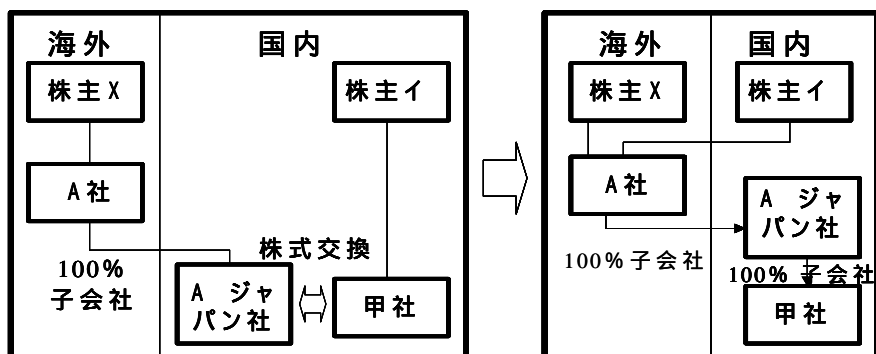 海外
国内
株主X
株主イ
A社
100%
子会社
株式交換
A ジャ
パン社
甲社
海外
国内
株主X
株主イ
A社
A ジャ
パン社
100%子会社
100% 子会社
甲社